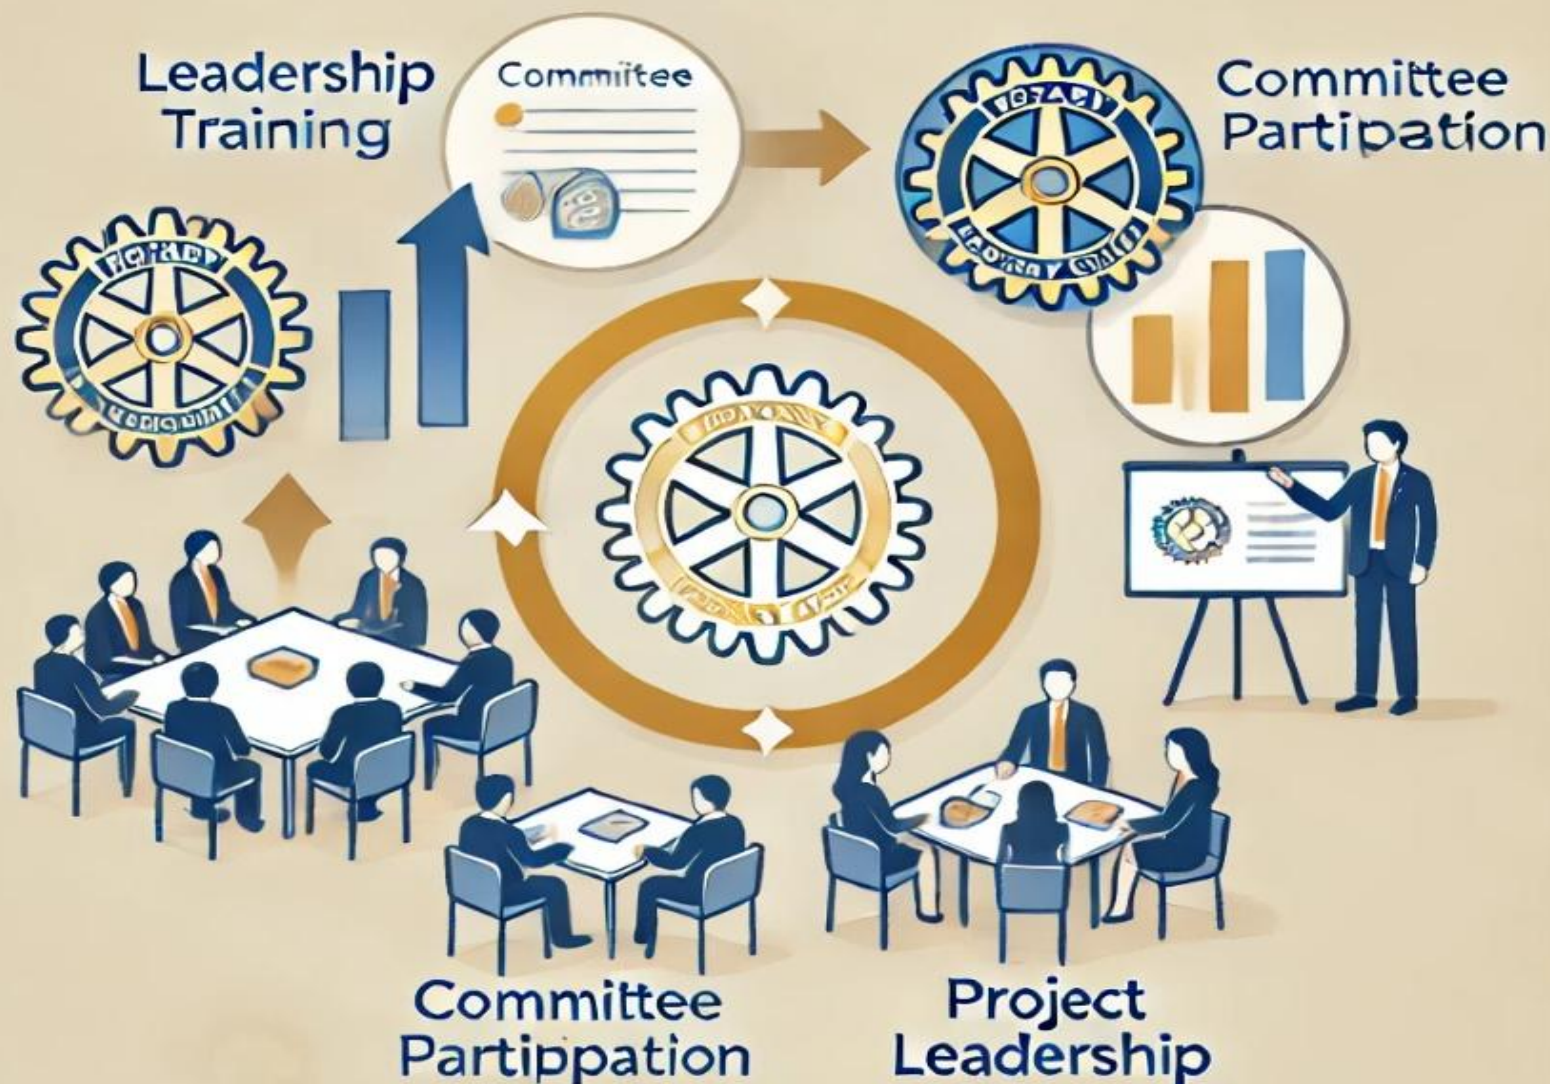 Leadership
Training
Commiitee
Committee
Partipation
Committee
Partippation
Project
Leadership